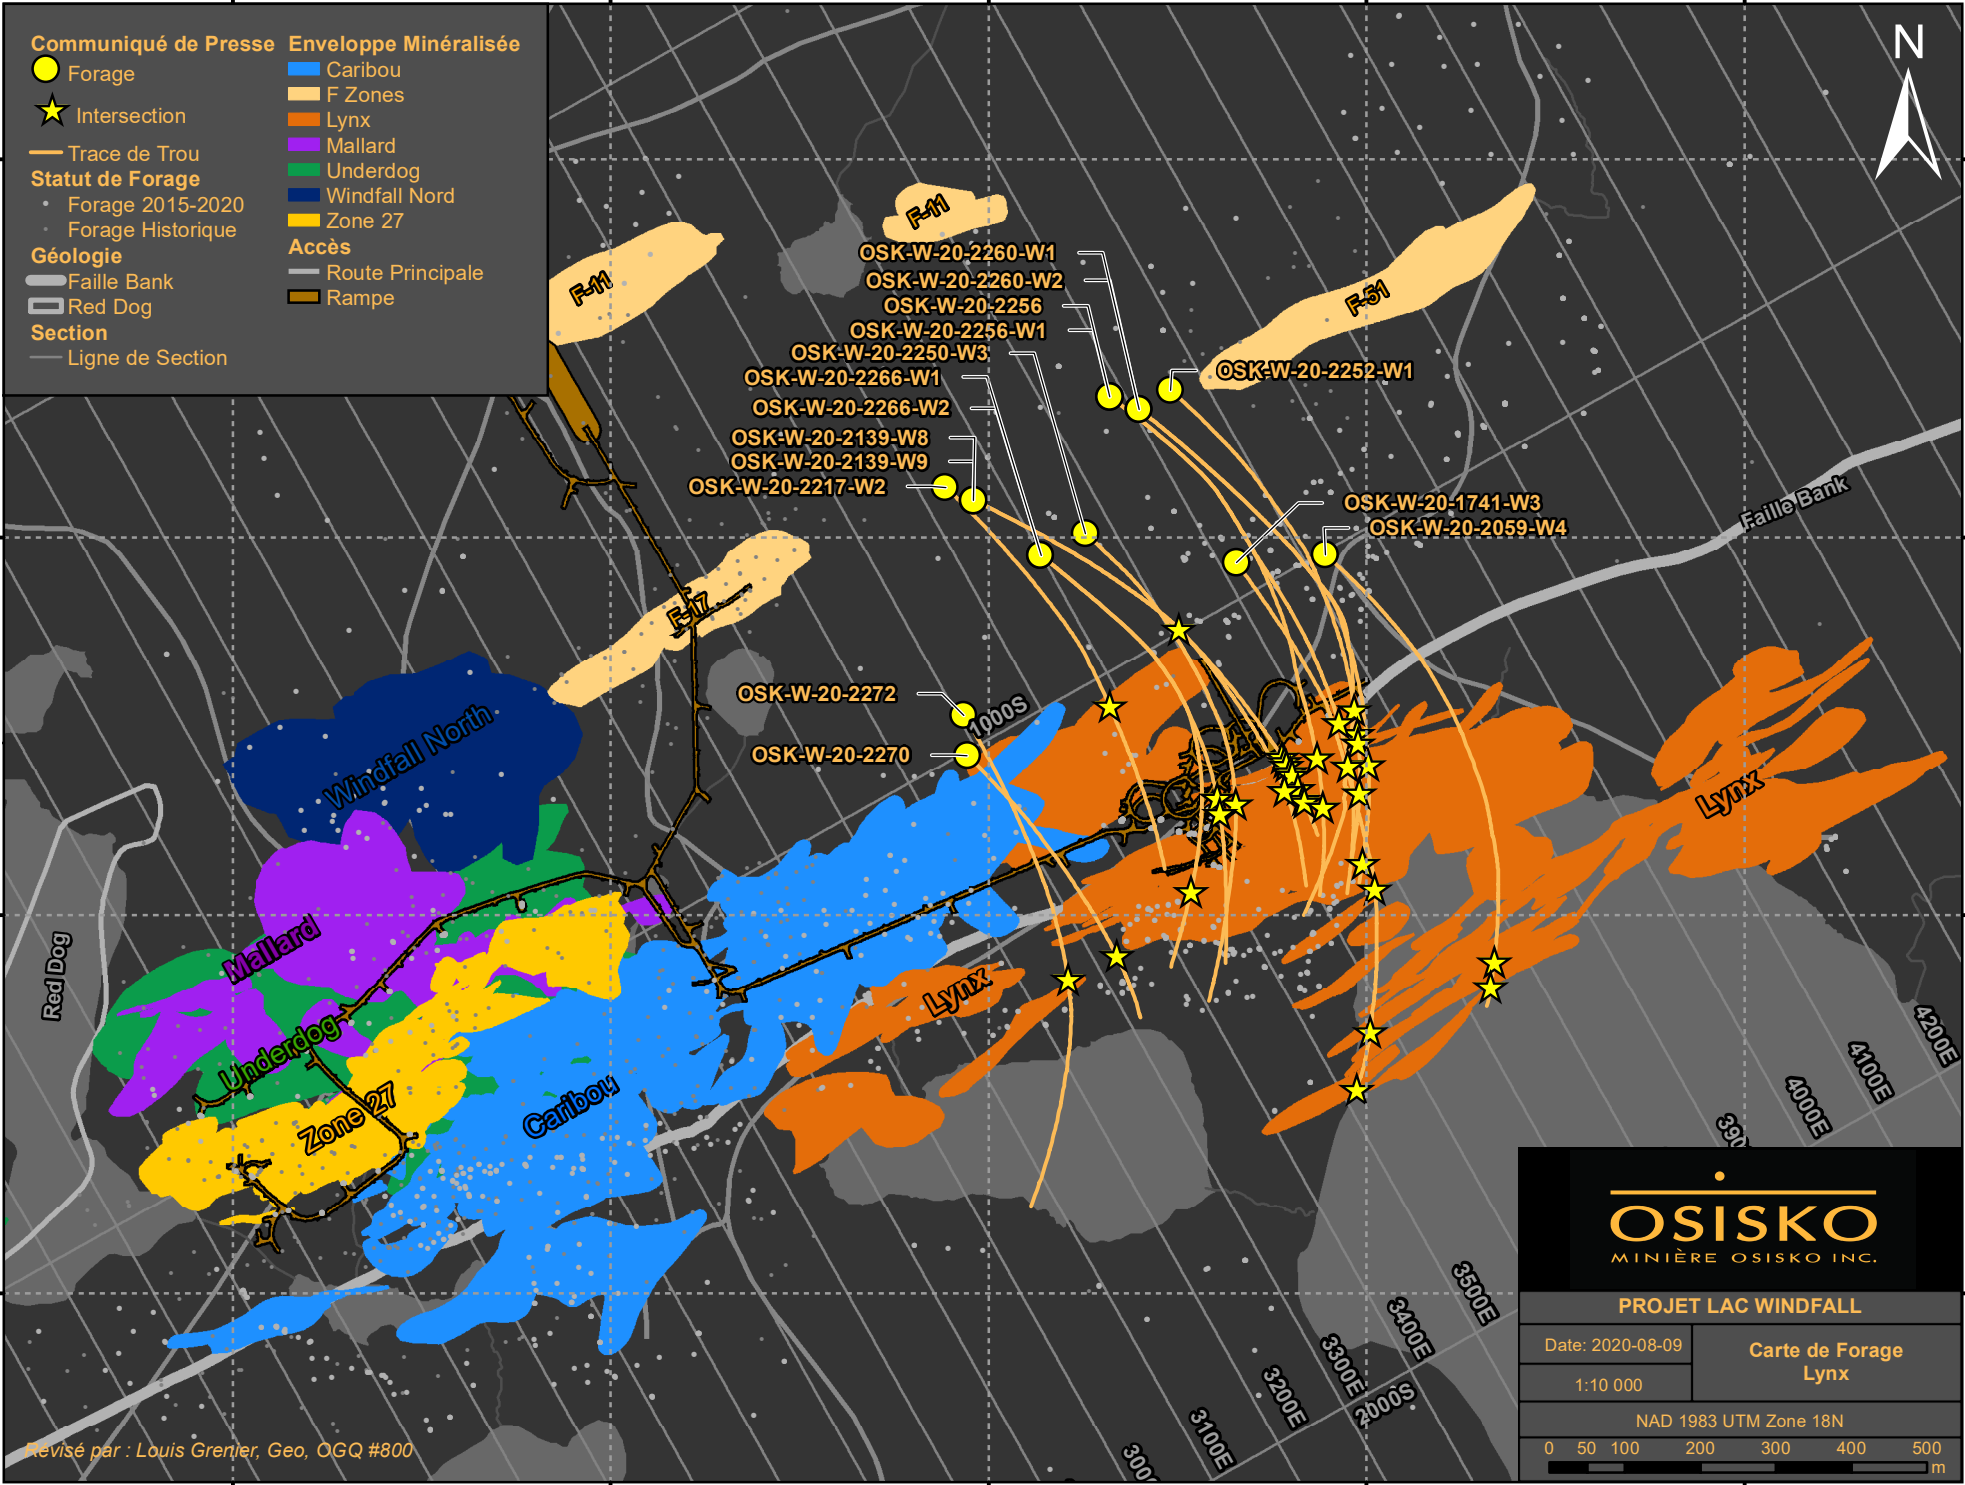 Communiqué de Presse
Forage
Intersection
Trace de Trou
Statut de Forage
Forage 2015-2020
Forage Historique
Géologie
Faille Bank
Red Dog
Section
Ligne de Section
Enveloppe Minéralisée
Caribou
F Zones
Lynx
Mallard
Underdog
Windfall Nord
Zone 27
Accès
Route Principale
Rampe
N
F-11
F-11
F-51
OSK-W-20-2260-W1
OSK-W-20-2260-W2
OSK-W-20-2256
OSK-W-20-2256-W1
OSK-W-20-2250-W3
OSK-W-20-2266-W1
OSK-W-20-2266-W2
OSK-W-20-2139-W8
OSK-W-20-2139-W9
OSK-W-20-2217-W2
OSK-W-20-2252-W1
OSK-W-20-1741-W3
OSK-W-20-2059-W4
Faille Bank
F-17
OSK-W-20-2272
OSK-W-20-2270
1000S
Windfall North
Lynx
Mallard
Red Dog
Lynx
Underdog
Zone 27
Caribou
4200E
4100E
4000E
390
3500E
3400E
3300E
3200E
3100E
300
2000S
OSISKO
MINIÈRE OSISKO INC.
PROJET LAC WINDFALL
Date: 2020-08-09
1:10 000
Carte de Forage
Lynx
NAD 1983 UTM Zone 18N
0 50 100 200 300 400 500
m
Révisé par : Louis Grenier, Geo, OGQ #800